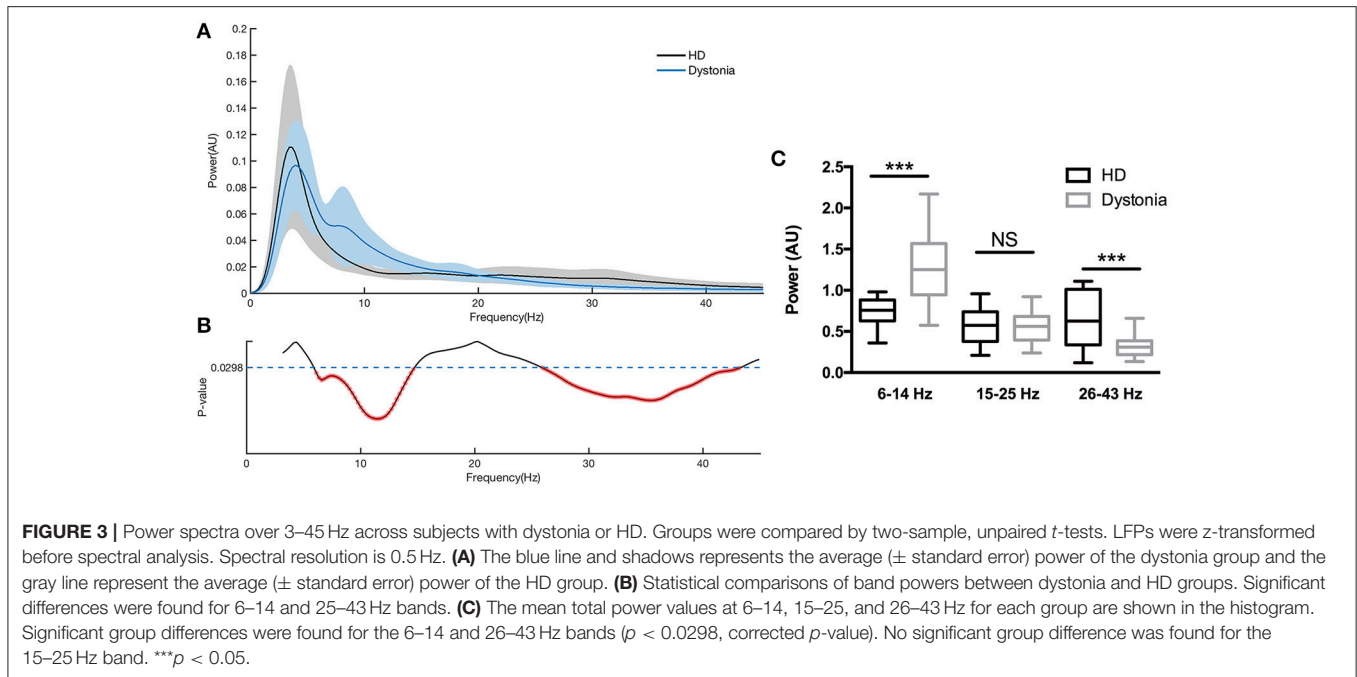 A
0.2
0.18
0.16
0.14
0.12
0.1
0.08
0.06
0.04
0.02
0
Power(AU)
HD
Dystonia
0 10 20 30 40
Frequency(Hz)
B
0.0298
P-value
0 10 20 30 40
Frequency(Hz)
C
2.5
2.0
1.5
1.0
0.5
0.0
Power (AU)
*** NS ***
HD
Dystonia
6-14 Hz 15-25 Hz 26-43 Hz
FIGURE 3 | Power spectra over 3–45 Hz across subjects with dystonia or HD. Groups were compared by two-sample, unpaired t-tests. LFPs were z-transformed
before spectral analysis. Spectral resolution is 0.5 Hz. (A) The blue line and shadows represents the average (± standard error) power of the dystonia group and the
gray line represent the average (± standard error) power of the HD group. (B) Statistical comparisons of band powers between dystonia and HD groups. Significant
differences were found for 6–14 and 25–43 Hz bands. (C) The mean total power values at 6–14, 15–25, and 26–43 Hz for each group are shown in the histogram.
Significant group differences were found for the 6–14 and 26–43 Hz bands (p < 0.0298, corrected p-value). No significant group difference was found for the
15–25 Hz band. ***p < 0.05.